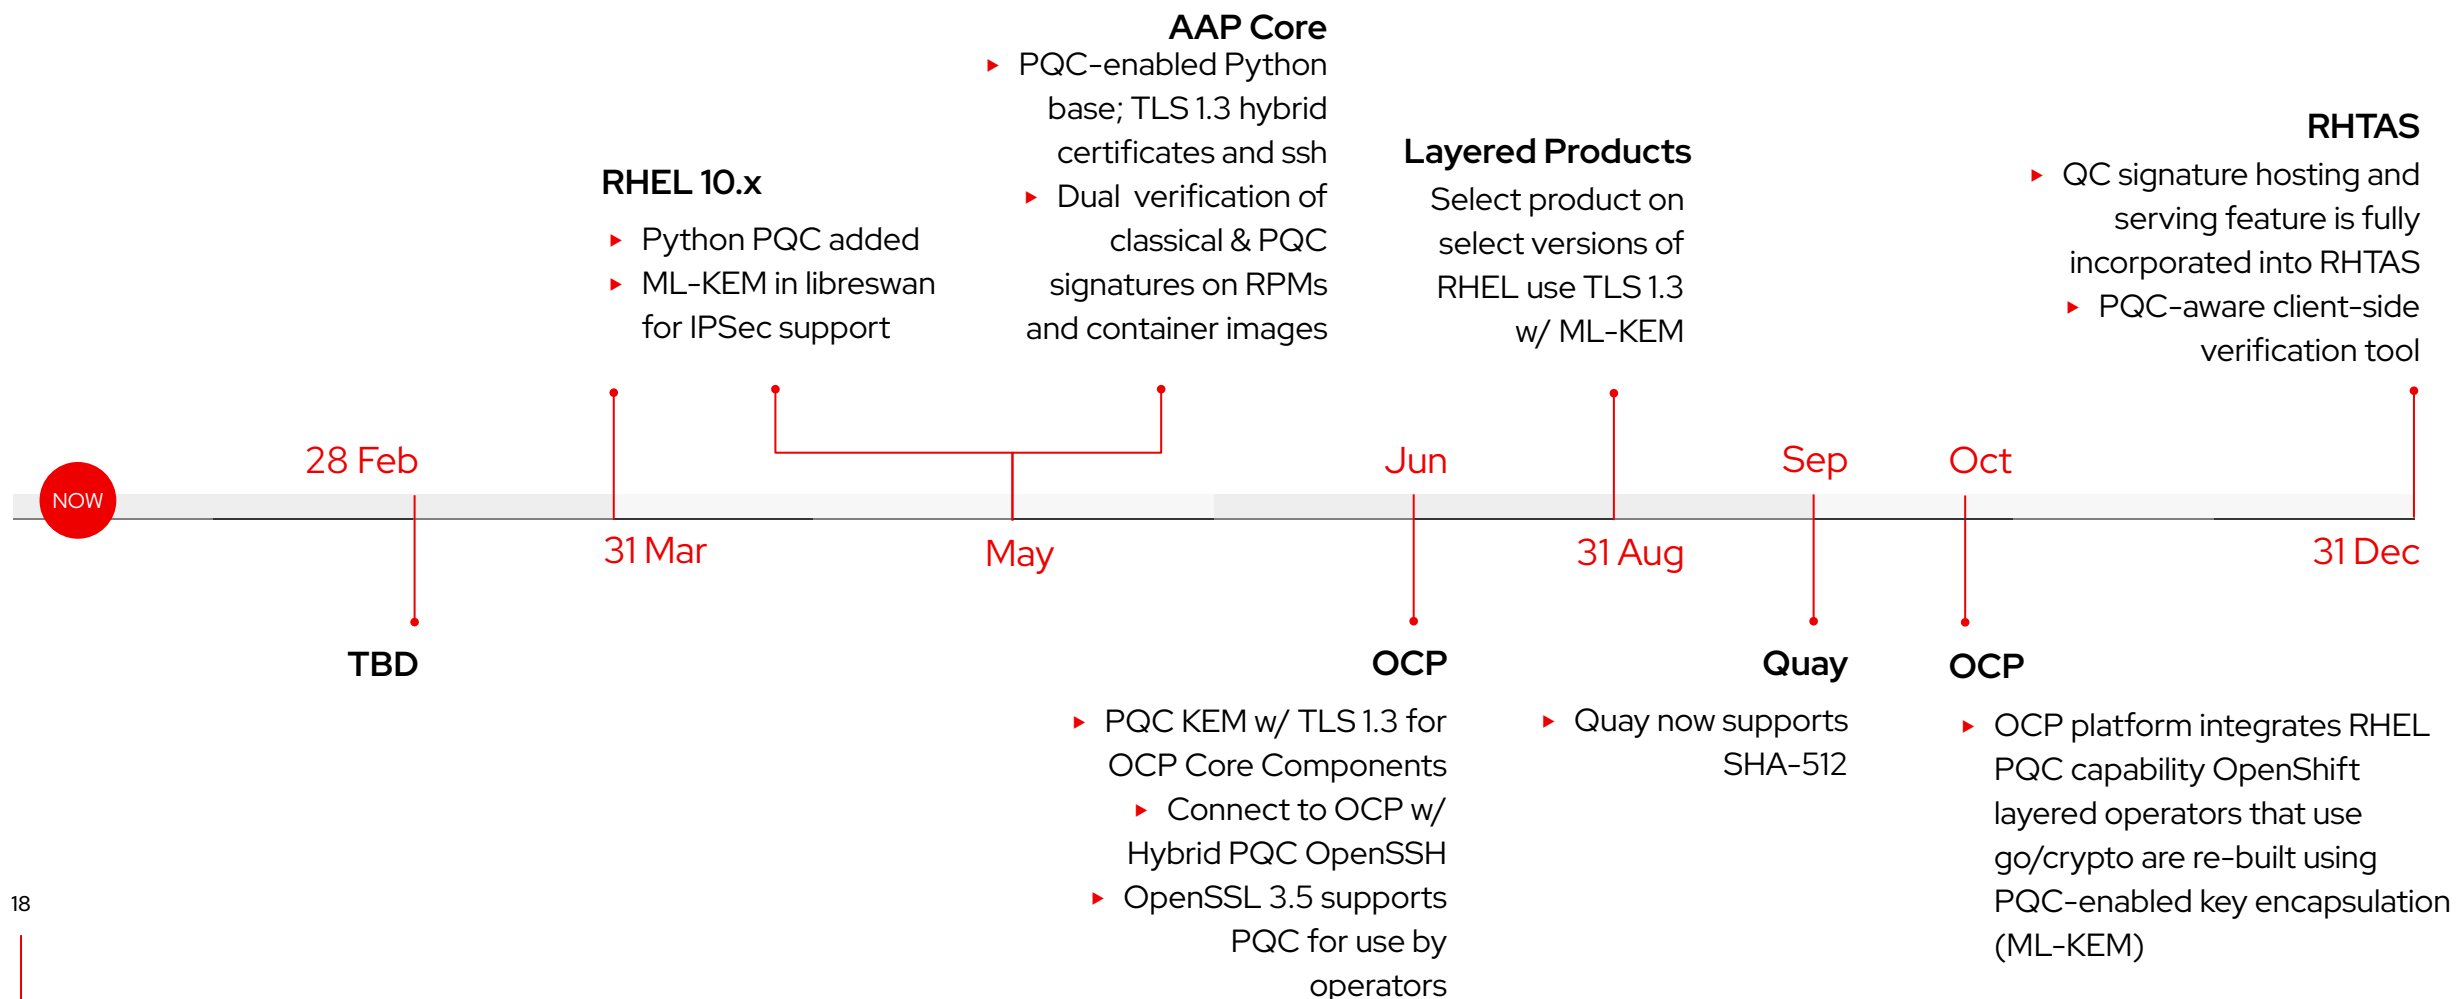 AAP Core
PQC-enabled Python
base; TLS 1.3 hybrid
certificates and ssh
Dual verification of
classical & PQC
signatures on RPMs
and container images
RHEL 10.x
Python PQC added
ML-KEM in libreswan
for IPSec support
Layered Products
Select product on
select versions of
RHEL use TLS 1.3
w/ ML-KEM
RHTAS
QC signature hosting and
serving feature is fully
incorporated into RHTAS
PQC-aware client-side
verification tool
NOW
28 Feb
31 Mar
May
Jun
31 Aug
Sep
Oct
31 Dec
TBD
OCP
PQC KEM w/ TLS 1.3 for
OCP Core Components
Connect to OCP w/
Hybrid PQC OpenSSH
OpenSSL 3.5 supports
PQC for use by
operators
Quay
Quay now supports
SHA-512
OCP
OCP platform integrates RHEL
PQC capability OpenShift
layered operators that use
go/crypto are re-built using
PQC-enabled key encapsulation
(ML-KEM)
18